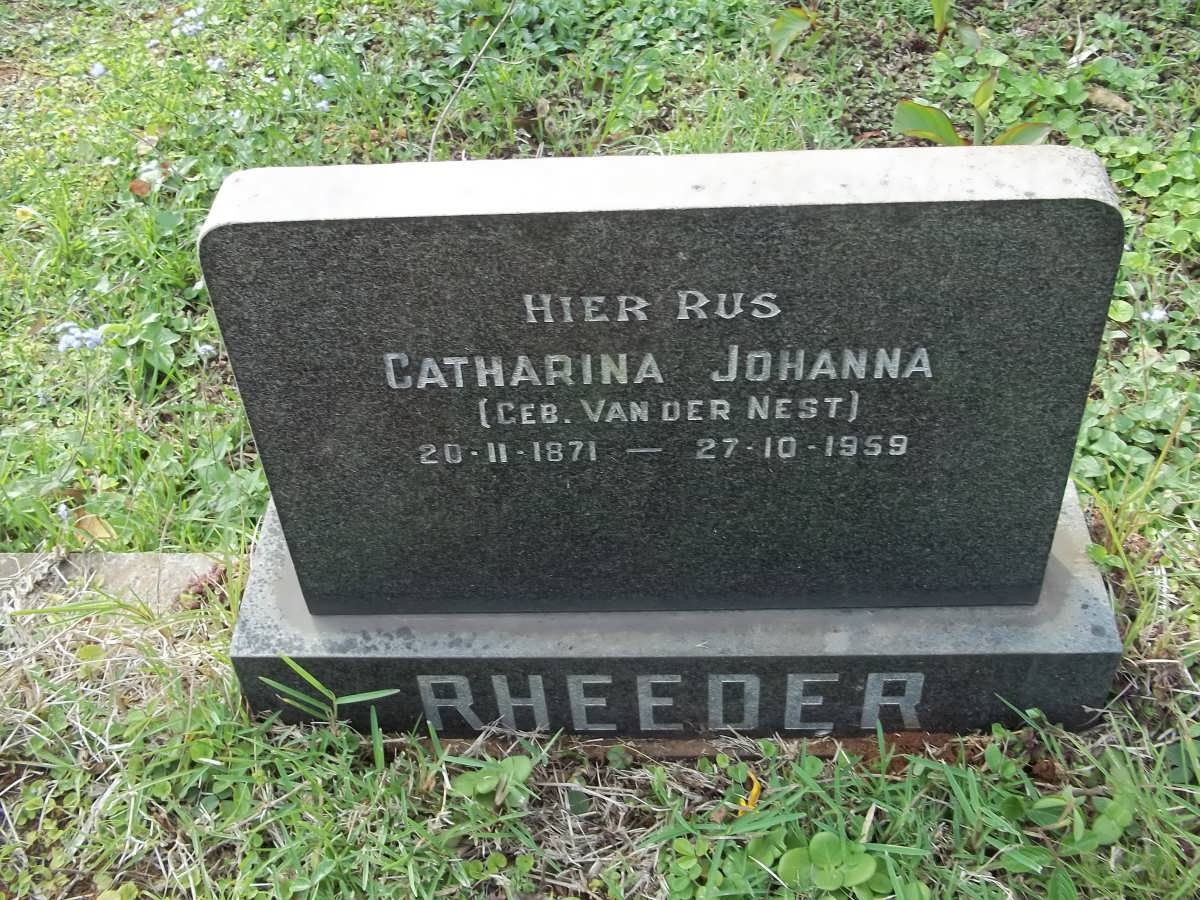 HIER RUS
CATHARINA JOHANNA
(GEB. VAN DER NEST)
20-11-1871 — 27-10-1959
RHEEDER